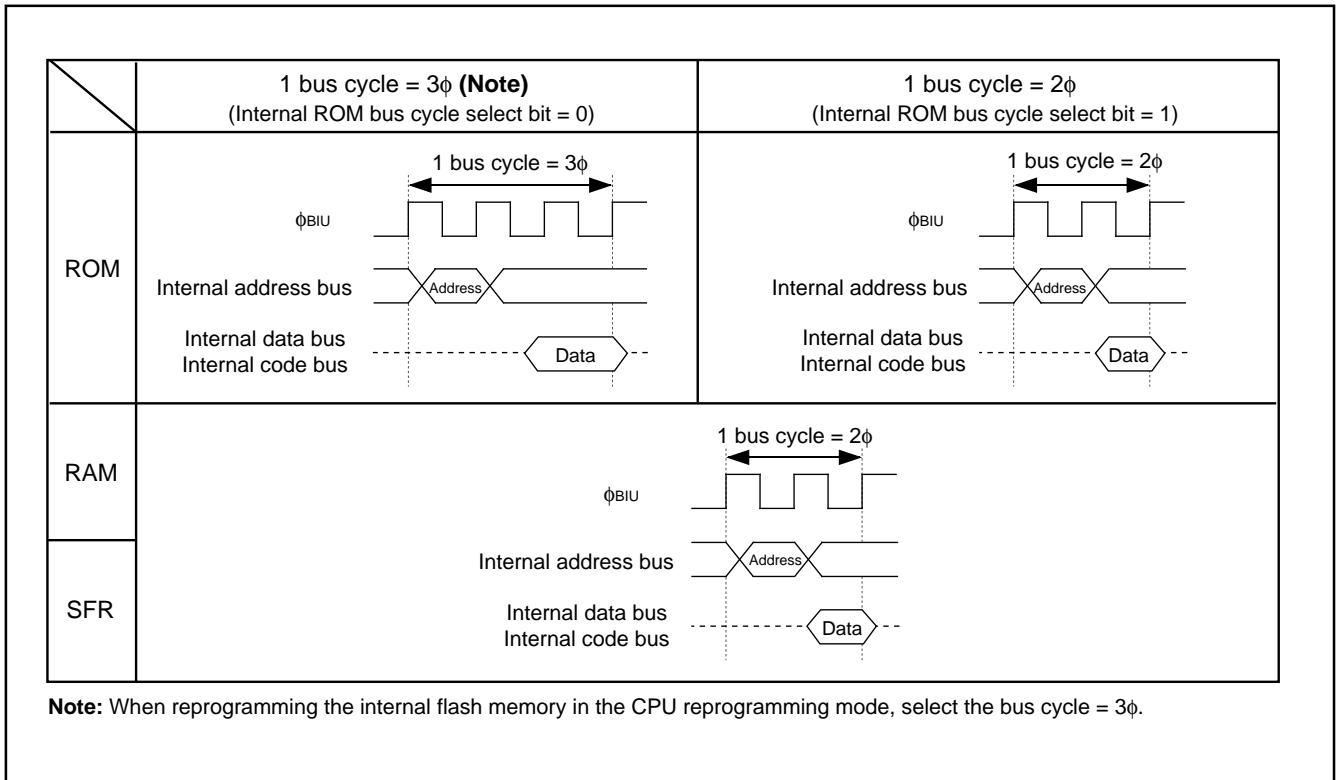 1 bus cycle = 3ϕ (Note)
(Internal ROM bus cycle select bit = 0)
1 bus cycle = 2ϕ
(Internal ROM bus cycle select bit = 1)
ROM
1 bus cycle = 3ϕ
ϕBIU
Internal address bus
Address
Internal data bus
Internal code bus
Data
1 bus cycle = 2ϕ
ϕBIU
Internal address bus
Address
Internal data bus
Internal code bus
Data
RAM
SFR
1 bus cycle = 2ϕ
ϕBIU
Internal address bus
Address
Internal data bus
Internal code bus
Data
Note: When reprogramming the internal flash memory in the CPU reprogramming mode, select the bus cycle = 3ϕ.